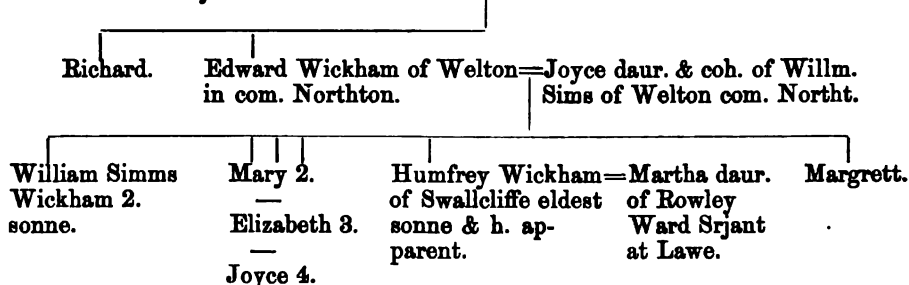 Richard.
Edward Wickham of Welton=Joyce daur. & coh. of Willm.
in com. Northton.
Sims of Welton com. Northt.
William Simms
Wickham 2.
sonne.
Mary 2.
—
Elizabeth 3.
—
Joyce 4.
Humfrey Wickham=Martha daur.
of Swallcliffe eldest
sonne & h. ap-
parent.
of Rowley
Ward Srjant
at Lawe.
Margrett.